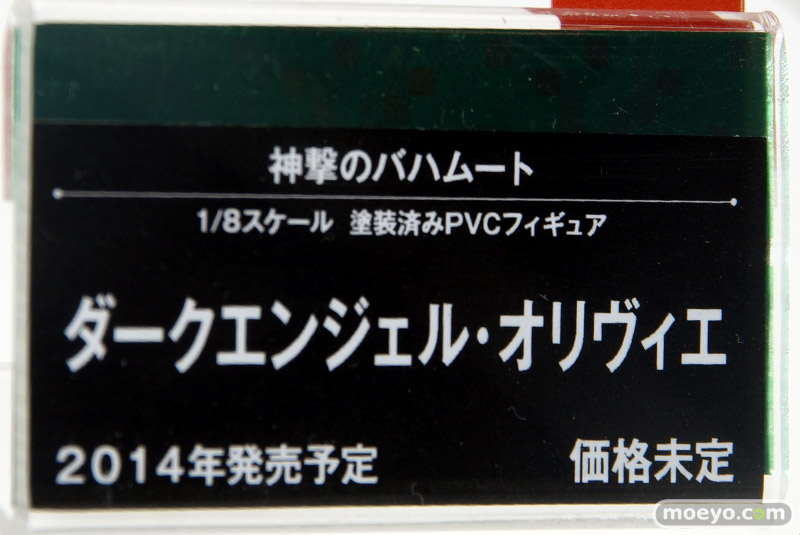 神撃のバハムート
1/8スケール 塗装済みPVCフィギュア
ダークエンジェル・オリヴィエ
2014年発売予定 価格未定
moeyo.com